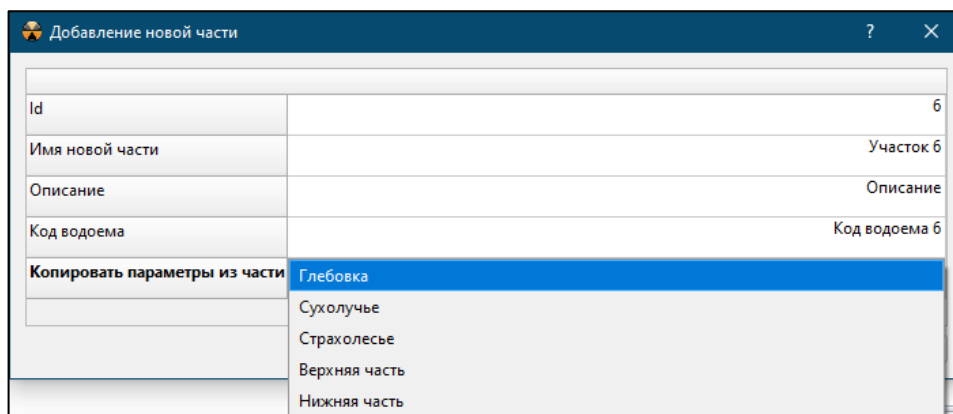 Добавление новой части ? ×
Id 6
Имя новой части Участок 6
Описание Описание
Код водоема Код водоема 6
Копировать параметры из части Глебовка
Сухолучье
Страхолесье
Верхняя часть
Нижняя часть